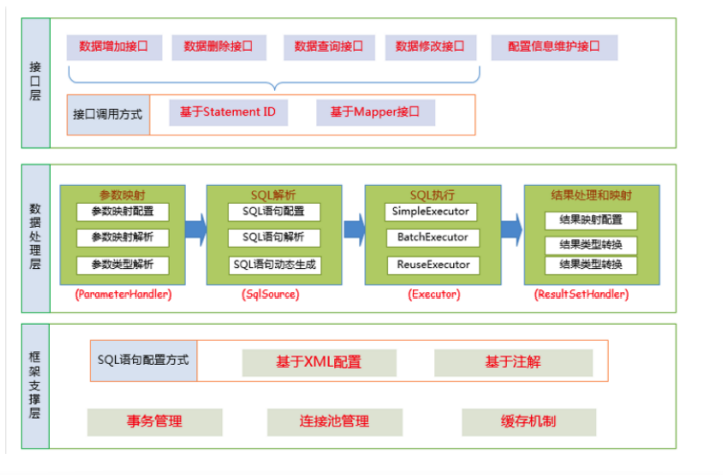 接口层
数据增加接口 数据删除接口 数据查询接口 数据修改接口 配置信息维护接口
接口调用方式 基于Statement ID 基于Mapper接口
数据处理层
参数映射 SQL解析 SQL执行 结果处理和映射
参数映射配置 SQL语句配置 SimpleExecutor 结果映射配置
参数映射解析 SQL语句解析 BatchExecutor 结果类型转换
参数类型解析 SQL语句动态生成 ReuseExecutor 结果类型转换
(ParameterHandler) (SqlSource) (Executor) (ResultSetHandler)
框架支撑层
SQL语句配置方式 基于XML配置 基于注解
事务管理 连接池管理 缓存机制